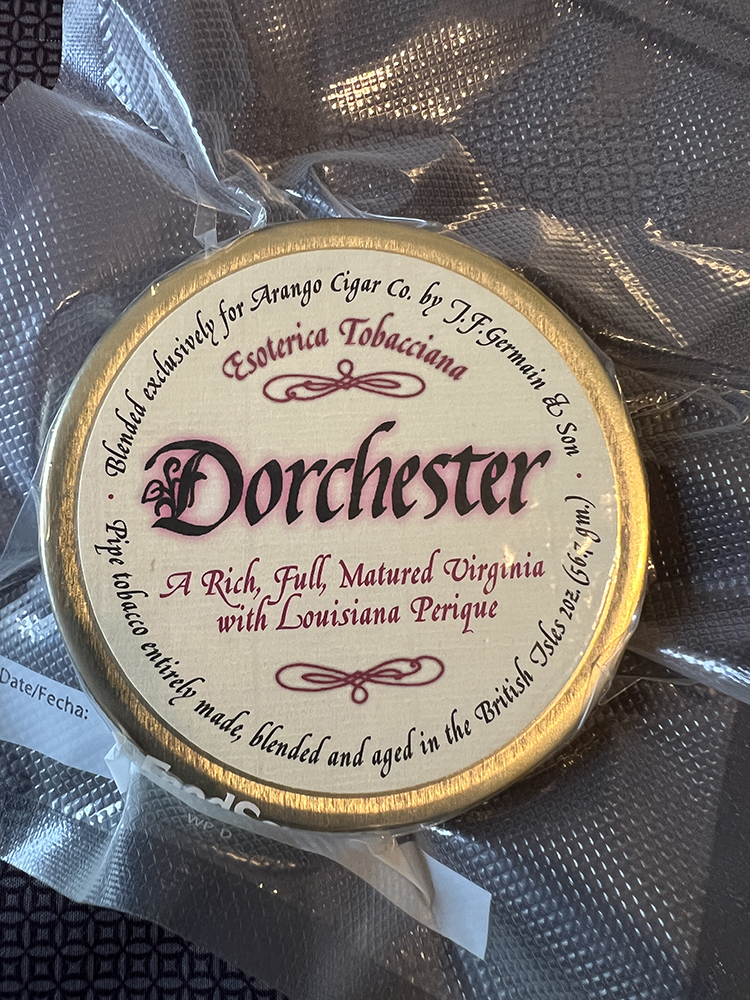 Blended exclusively for Arango Cigar Co. by J.F. Germain & Son
Esoterica Tobacciana
Dorchester
A Rich, Full, Matured Virginia
with Louisiana Perique
Pipe tobacco entirely made, blended and aged in the British Isles 2oz. (56.7 gm.)
Date/Fecha:
WP D